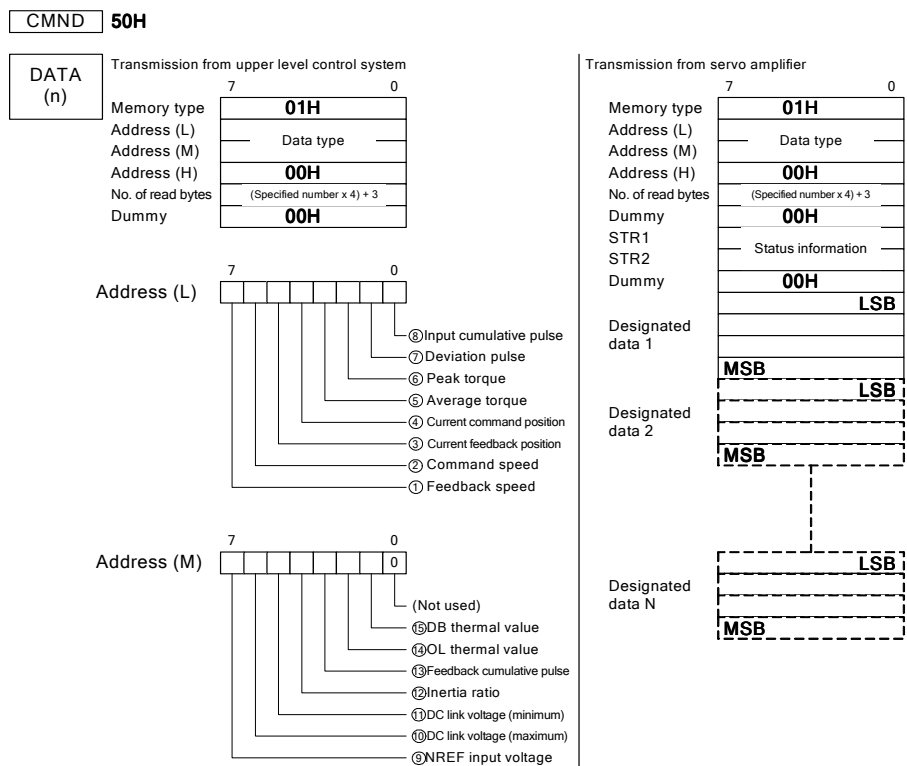 CMND 50H
DATA
(n)
Transmission from upper level control system
7 0
Memory type 01H
Address (L)
Data type
Address (M)
Address (H) 00H
No. of read bytes (Specified number x 4) + 3
Dummy 00H
Address (L)
7 0
⑧Input cumulative pulse
⑦Deviation pulse
⑥Peak torque
⑤Average torque
④Current command position
③Current feedback position
②Command speed
①Feedback speed
Address (M)
7 0
0
(Not used)
⑮DB thermal value
⑭OL thermal value
⑬Feedback cumulative pulse
⑫Inertia ratio
⑪DC link voltage (minimum)
⑩DC link voltage (maximum)
⑨NREF input voltage
Transmission from servo amplifier
7 0
Memory type 01H
Address (L)
Data type
Address (M)
Address (H) 00H
No. of read bytes (Specified number x 4) + 3
Dummy 00H
STR1
Status information
STR2
Dummy 00H
LSB
Designated
data 1
MSB
LSB
Designated
data 2
MSB
LSB
Designated
data N
MSB